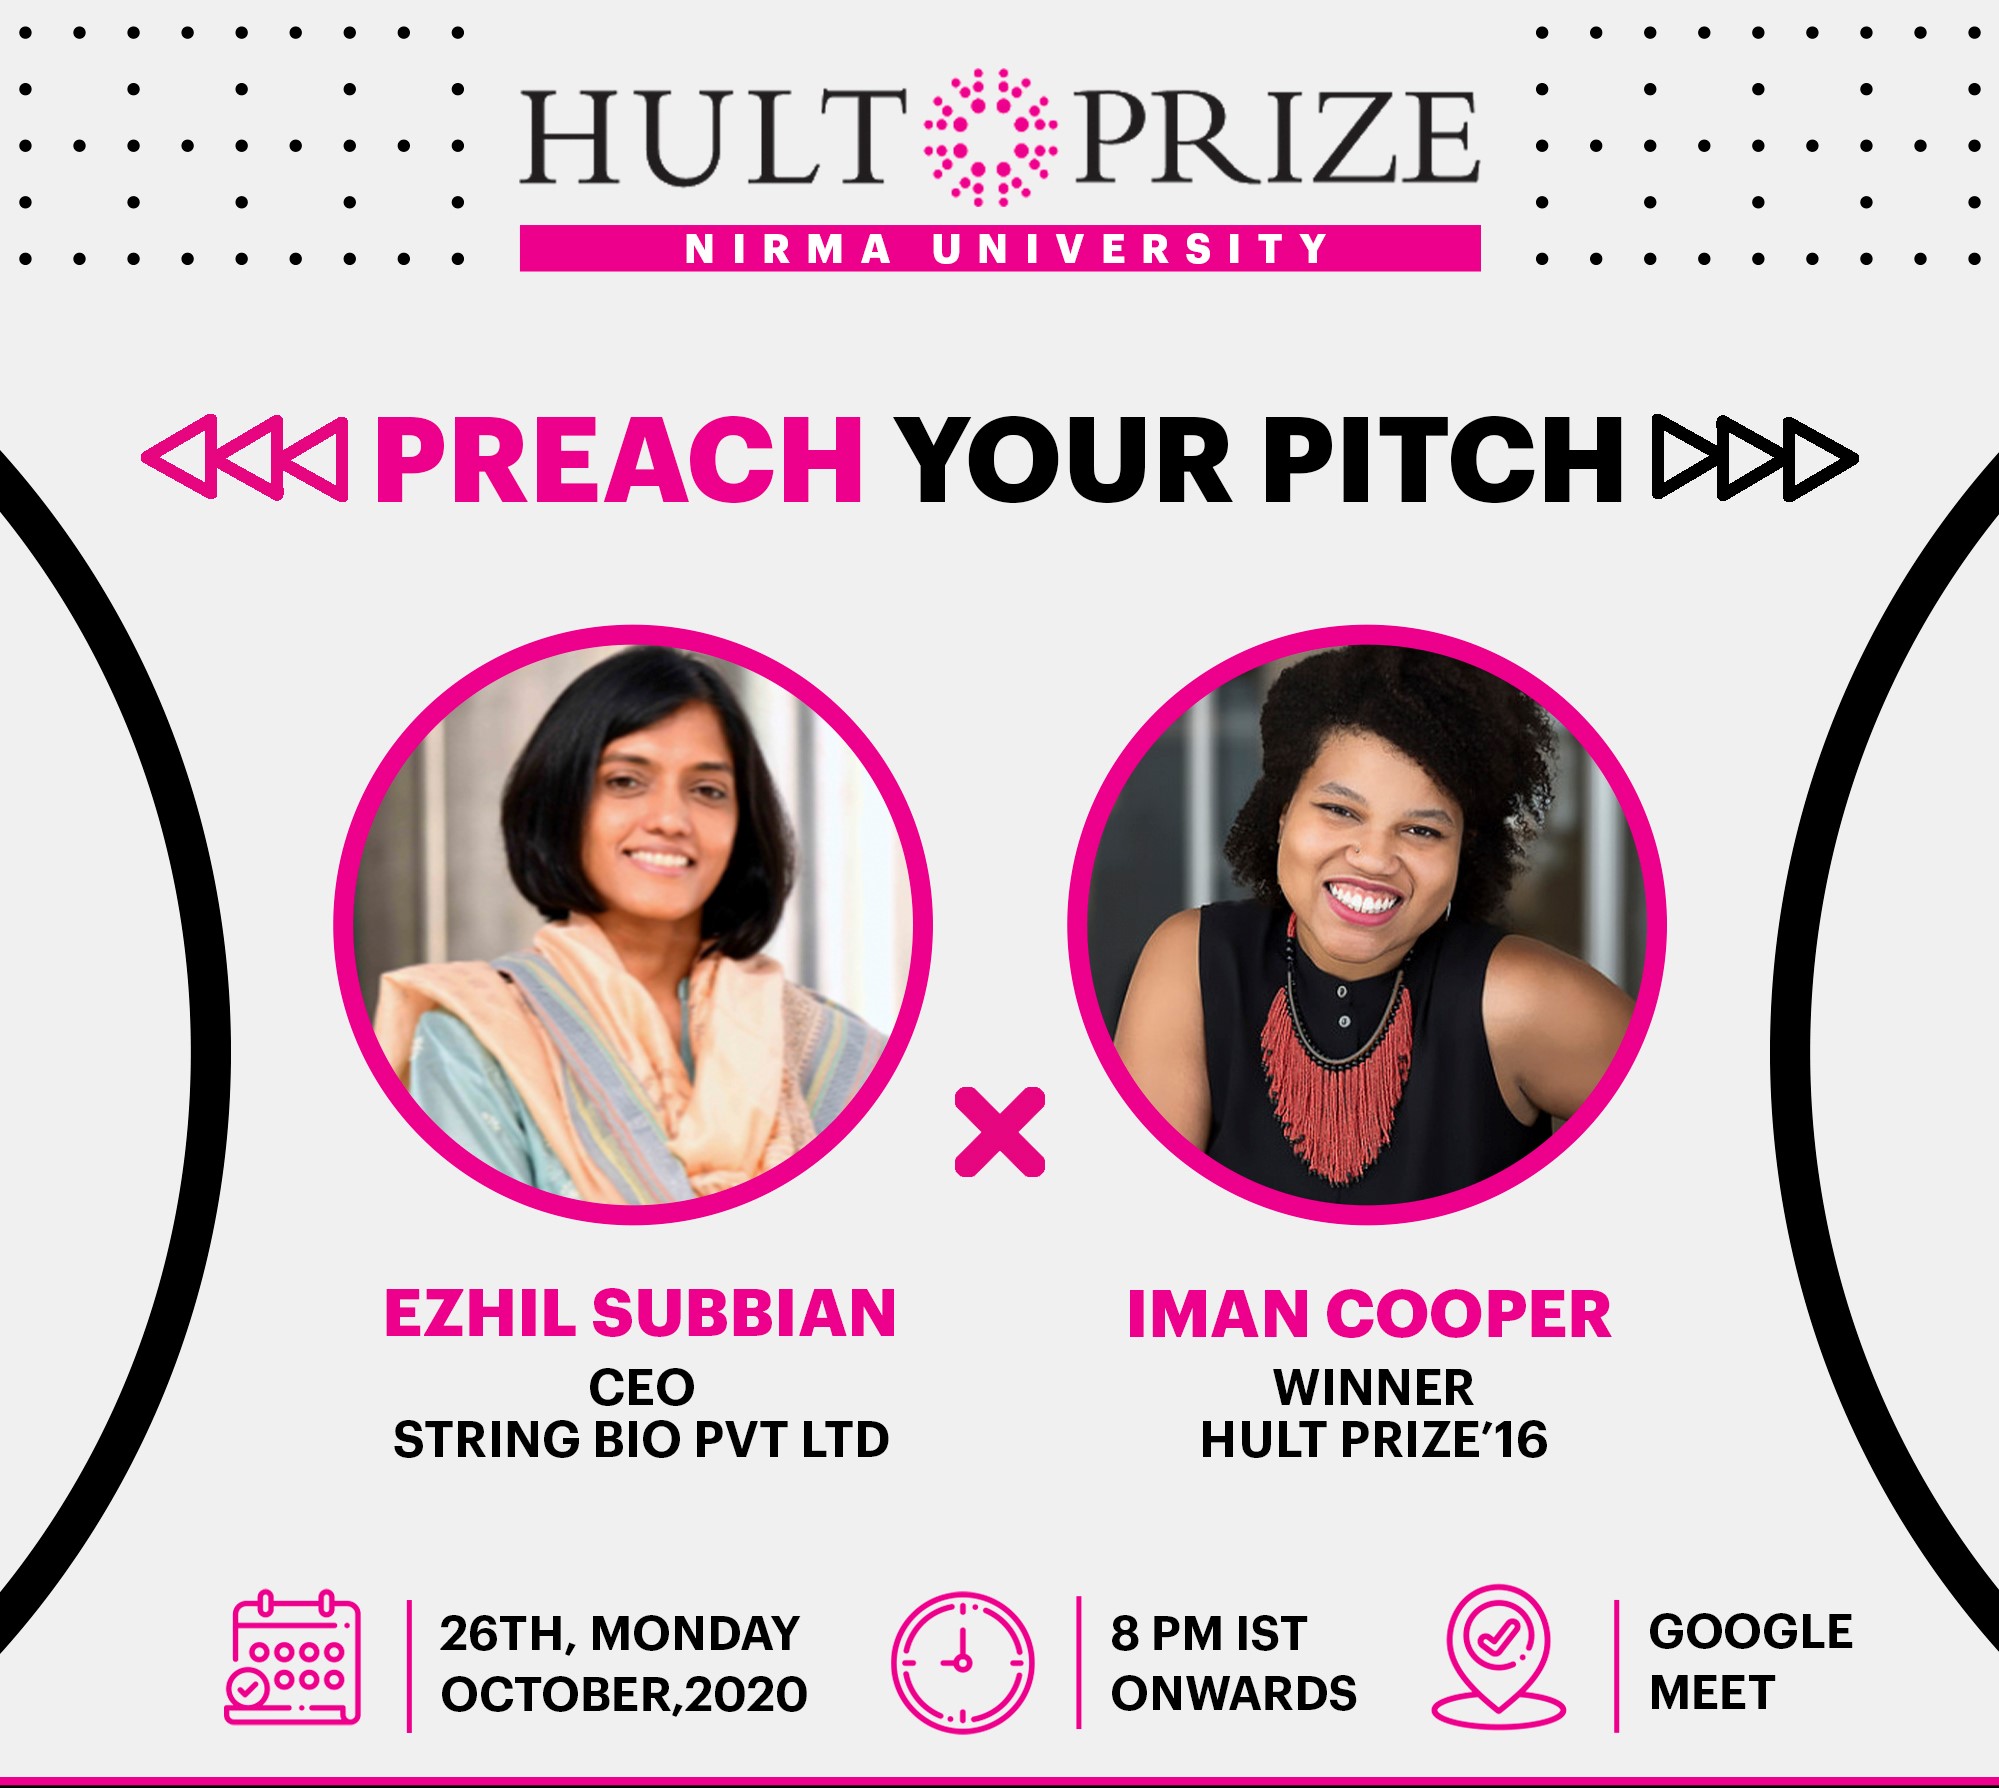 HULT PRIZE
NIRMA UNIVERSITY
PREACH YOUR PITCH
EZHIL SUBBIAN
CEO
STRING BIO PVT LTD
IMAN COOPER
WINNER
HULT PRIZE’16
26TH, MONDAY
OCTOBER,2020
8 PM IST
ONWARDS
GOOGLE
MEET